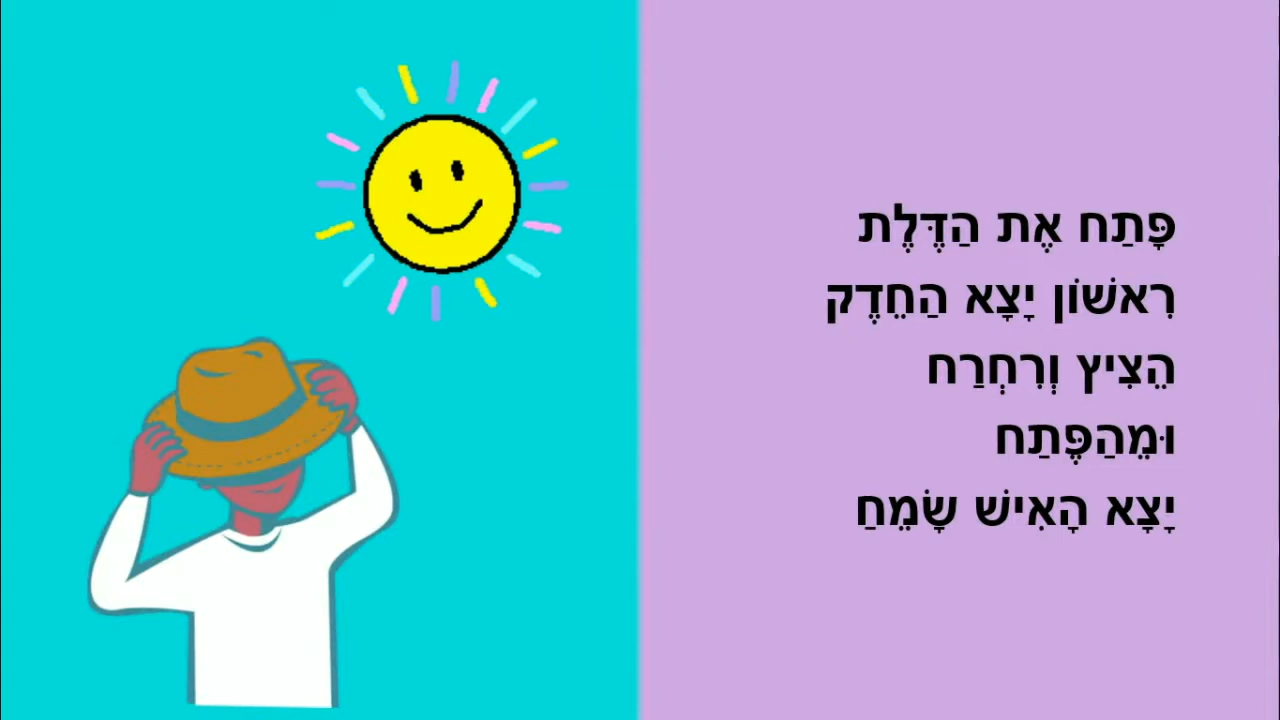 פָּתַח אֶת הַדֶּלֶת
רִאשׁוֹן יָצָא הַחֵדֶק
הֵצִיץ וְרִחְרַח
וּמֵהַפֶּתַח
יָצָא הָאִישׁ שָׂמֵחַ